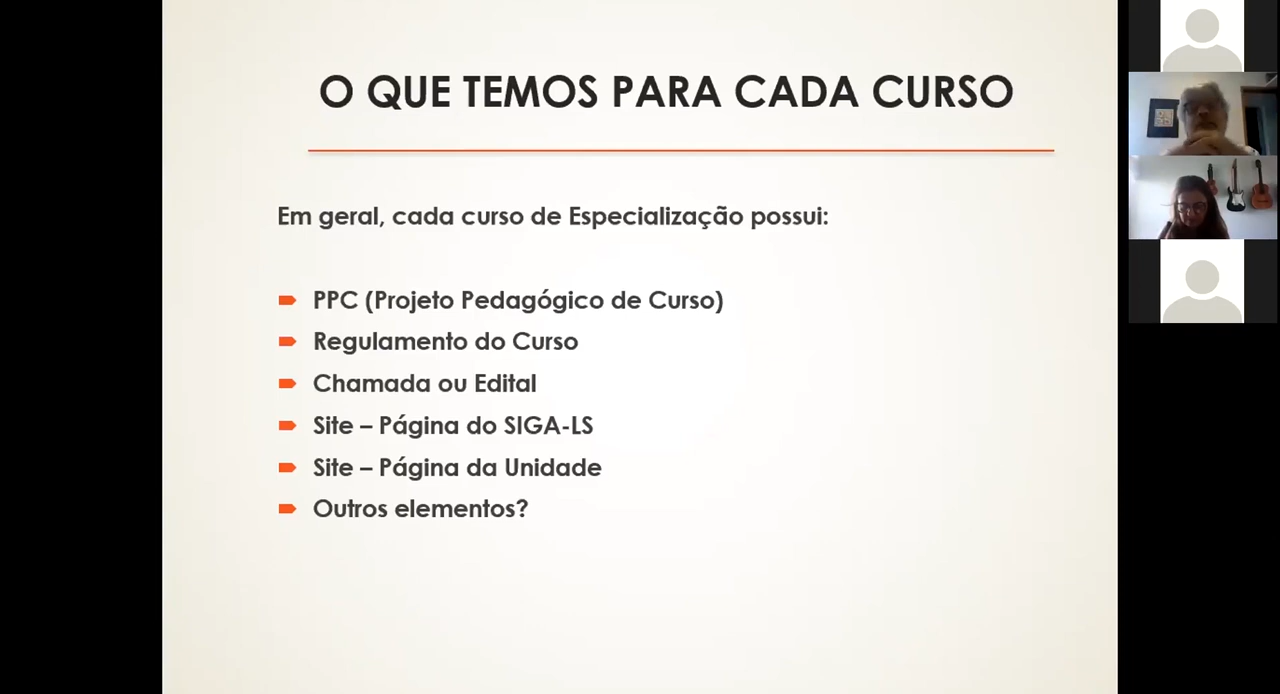 O QUE TEMOS PARA CADA CURSO
Em geral, cada curso de Especialização possui:
PPC (Projeto Pedagógico de Curso)
Regulamento do Curso
Chamada ou Edital
Site – Página do SIGA-LS
Site – Página da Unidade
Outros elementos?